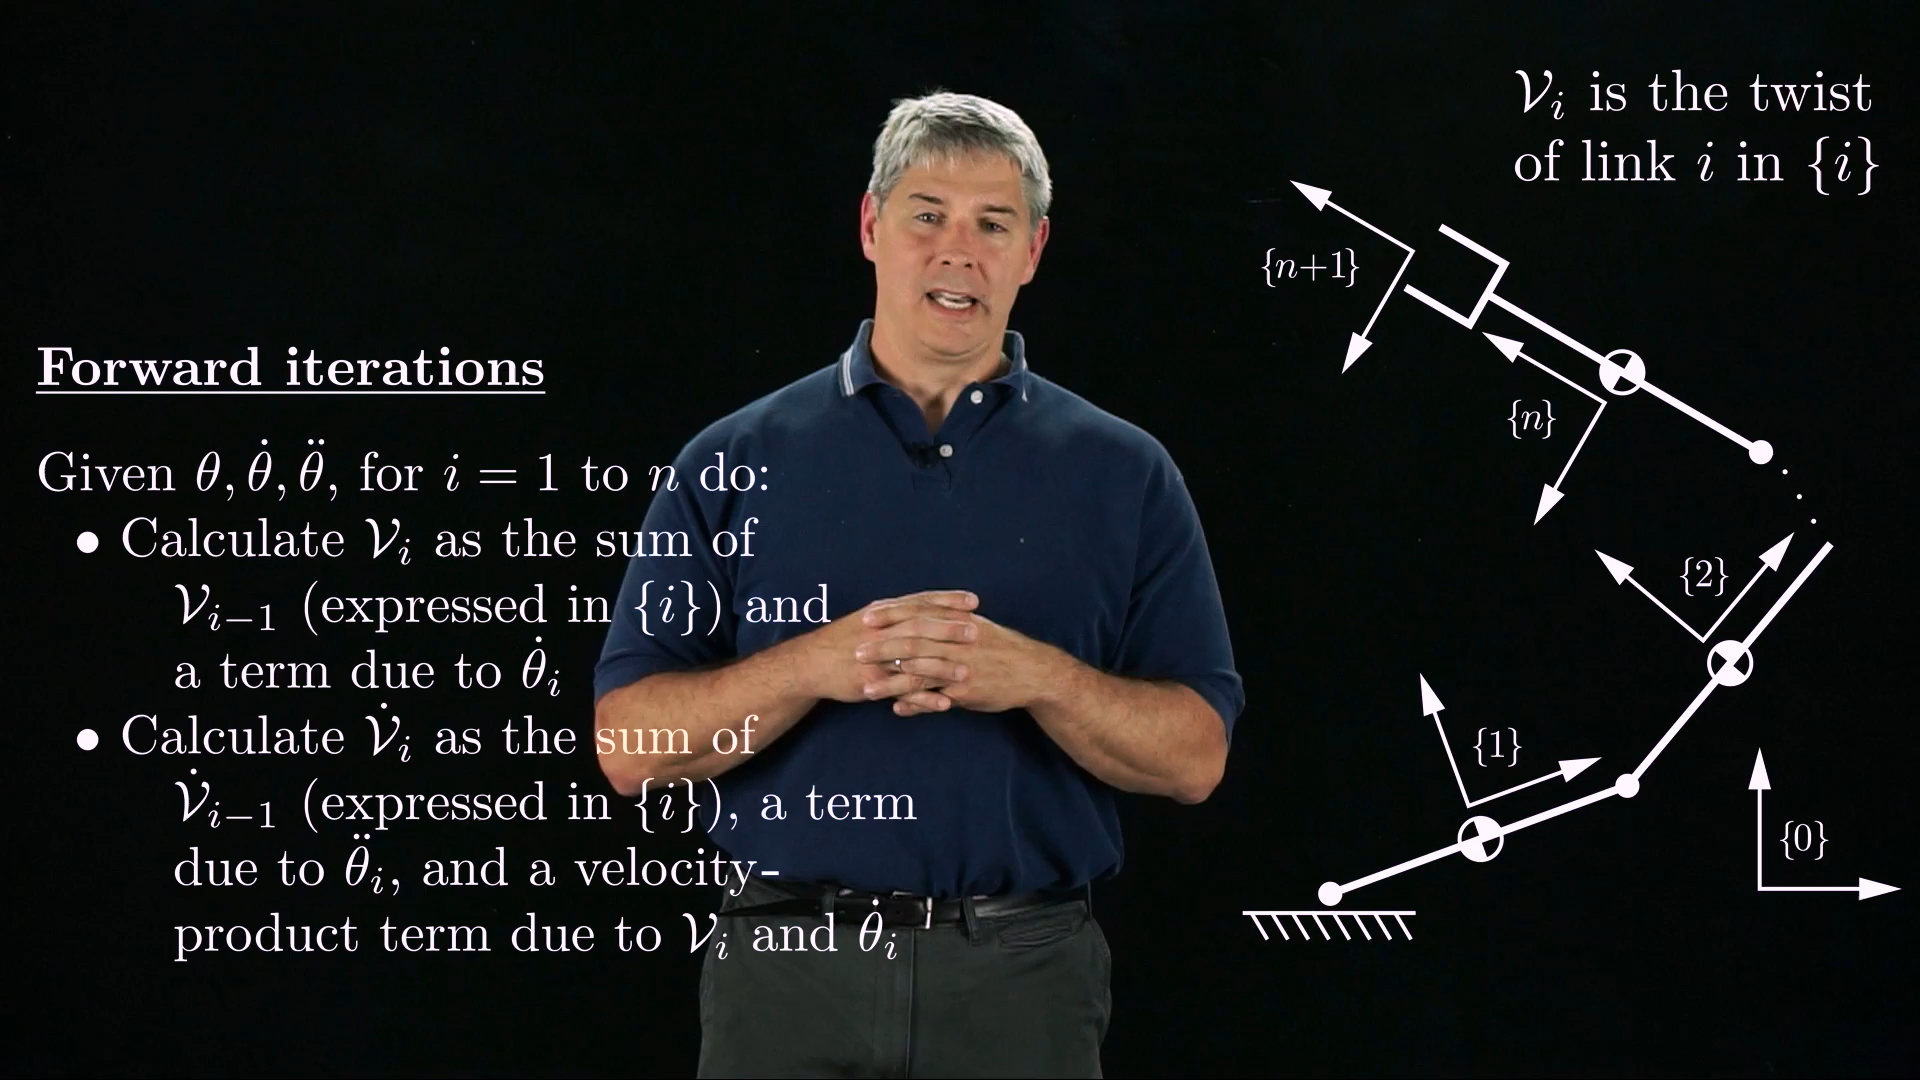 𝒱ᵢ is the twist
of link i in {i}
{n+1}
{n}
{2}
{1}
{0}
Forward iterations
Given θ, θ̇, θ̈, for i = 1 to n do:
• Calculate 𝒱ᵢ as the sum of
𝒱ᵢ₋₁ (expressed in {i}) and
a term due to θ̇ᵢ
• Calculate 𝒱̇ᵢ as the sum of
𝒱̇ᵢ₋₁ (expressed in {i}), a term
due to θ̈ᵢ, and a velocity-
product term due to 𝒱ᵢ and θ̇ᵢ